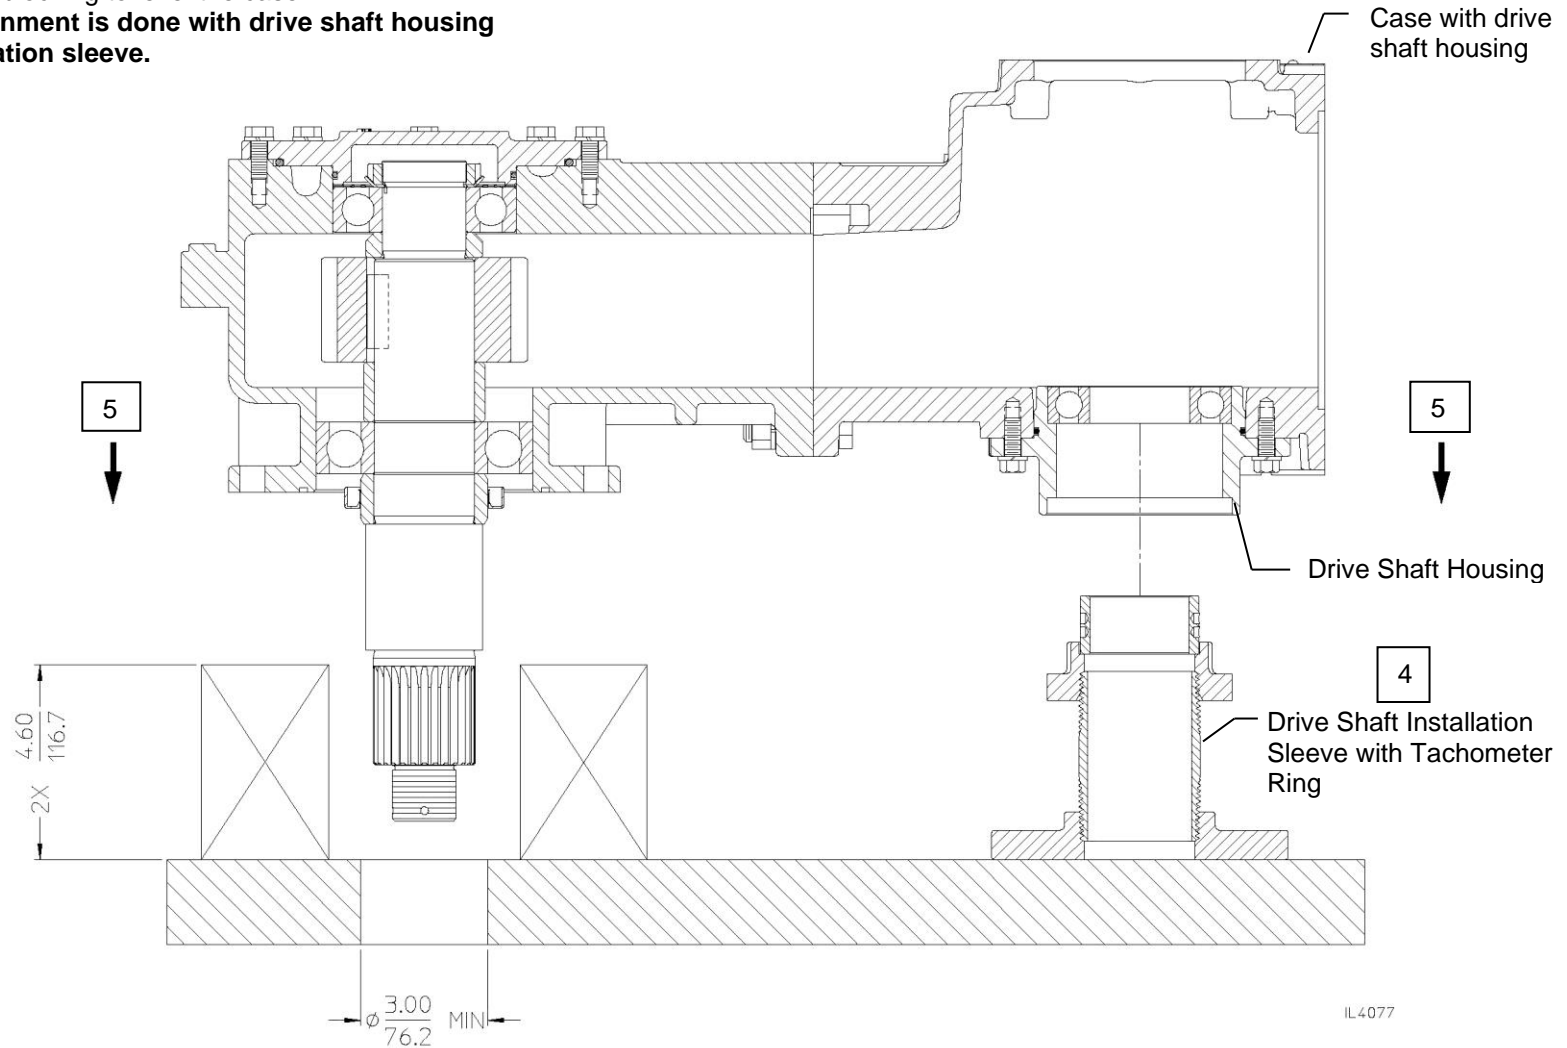 nment is done with drive shaft housing
ation sleeve.
Case with drive
shaft housing
5
5
Drive Shaft Housing
4
Drive Shaft Installation
Sleeve with Tachometer
Ring
2X 4.60
116.7
ø 3.00 MIN
76.2
IL4077